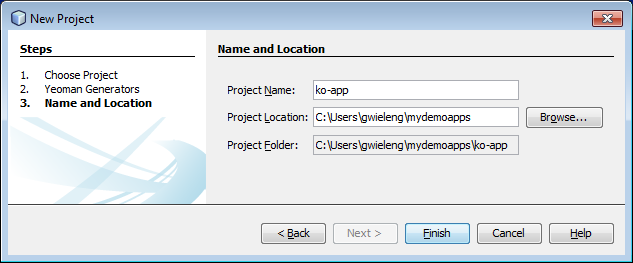 New Project
Steps
1. Choose Project
2. Yeoman Generators
3. Name and Location
Name and Location
Project Name: ko-app
Project Location: C:\Users\gwieleng\mydemoapps Browse...
Project Folder: C:\Users\gwieleng\mydemoapps\ko-app
< Back Next > Finish Cancel Help